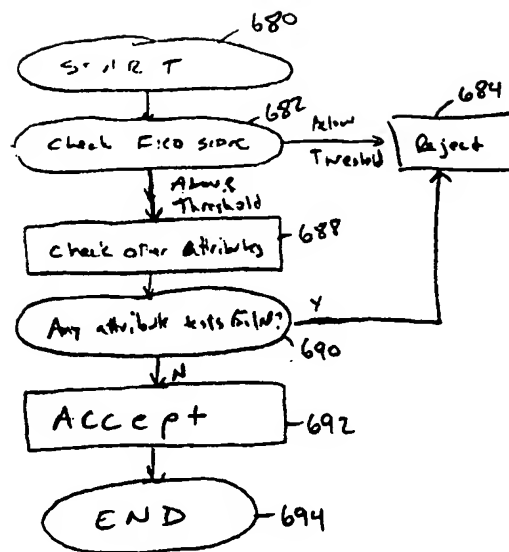 680
START
682
Check FICO score
Below
Threshold
684
Reject
Above
Threshold
Check other attributes
688
Any attribute tests
Y
690
N
Accept
692
END
694